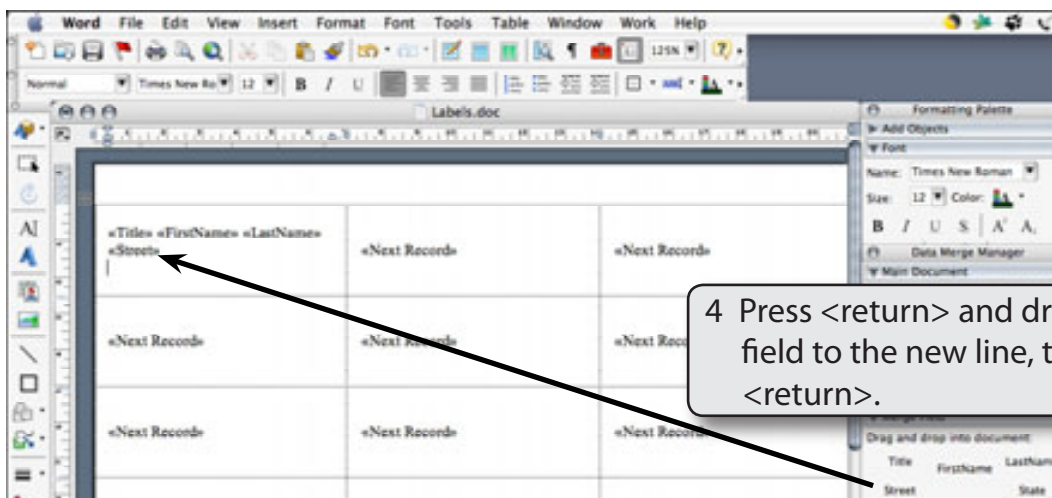 Word File Edit View Insert Format Font Tools Table Window Work Help
125%
Normal Times New Ro 12 B I U
Labels.doc
Formatting Palette
Add Objects
Font
Name: Times New Roman
Size: 12 Color:
B I U S A A
Data Merge Manager
Main Document
«Title» «FirstName» «LastName»
«Street»
«Next Record» «Next Record»
«Next Record» «Next Record» «Next Reco
«Next Record» «Next Record» «Next Record
4 Press <return> and dr
field to the new line, t
<return>.
Merge Field
Drag and drop into document
Title FirstName LastNam
Street State